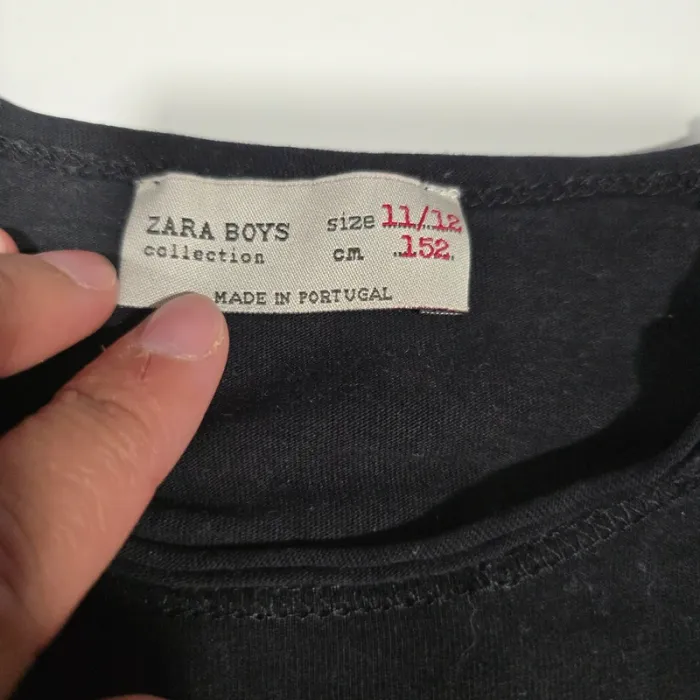 ZARA BOYS size 11/12
collection cm 152
MADE IN PORTUGAL